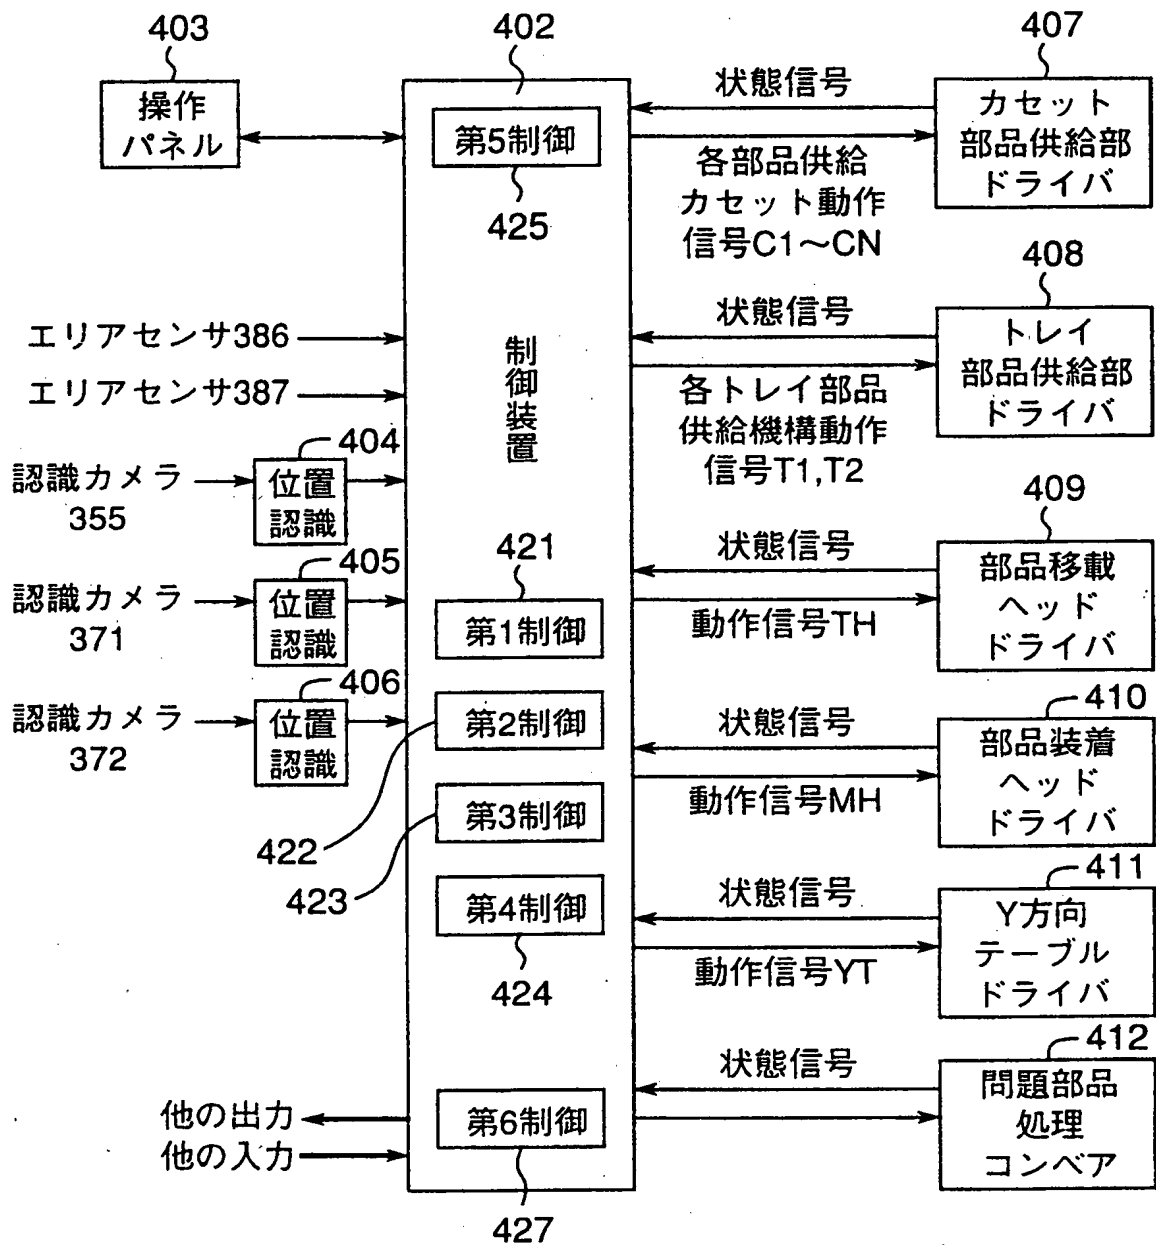 403
402
407
操作
パネル
第5制御
425
状態信号
各部品供給
カセット動作
信号C1~CN
カセット
部品供給部
ドライバ
408
エリアセンサ386
エリアセンサ387
制御装置
状態信号
各トレイ部品
供給機構動作
信号T1,T2
トレイ
部品供給部
ドライバ
404
認識カメラ
355
位置
認識
405
認識カメラ
371
位置
認識
406
認識カメラ
372
位置
認識
421
第1制御
第2制御
422
第3制御
423
第4制御
424
409
状態信号
動作信号TH
部品移載
ヘッド
ドライバ
410
状態信号
動作信号MH
部品装着
ヘッド
ドライバ
411
状態信号
動作信号YT
Y方向
テーブル
ドライバ
412
状態信号
問題部品
処理
コンベア
他の出力
他の入力
第6制御
427